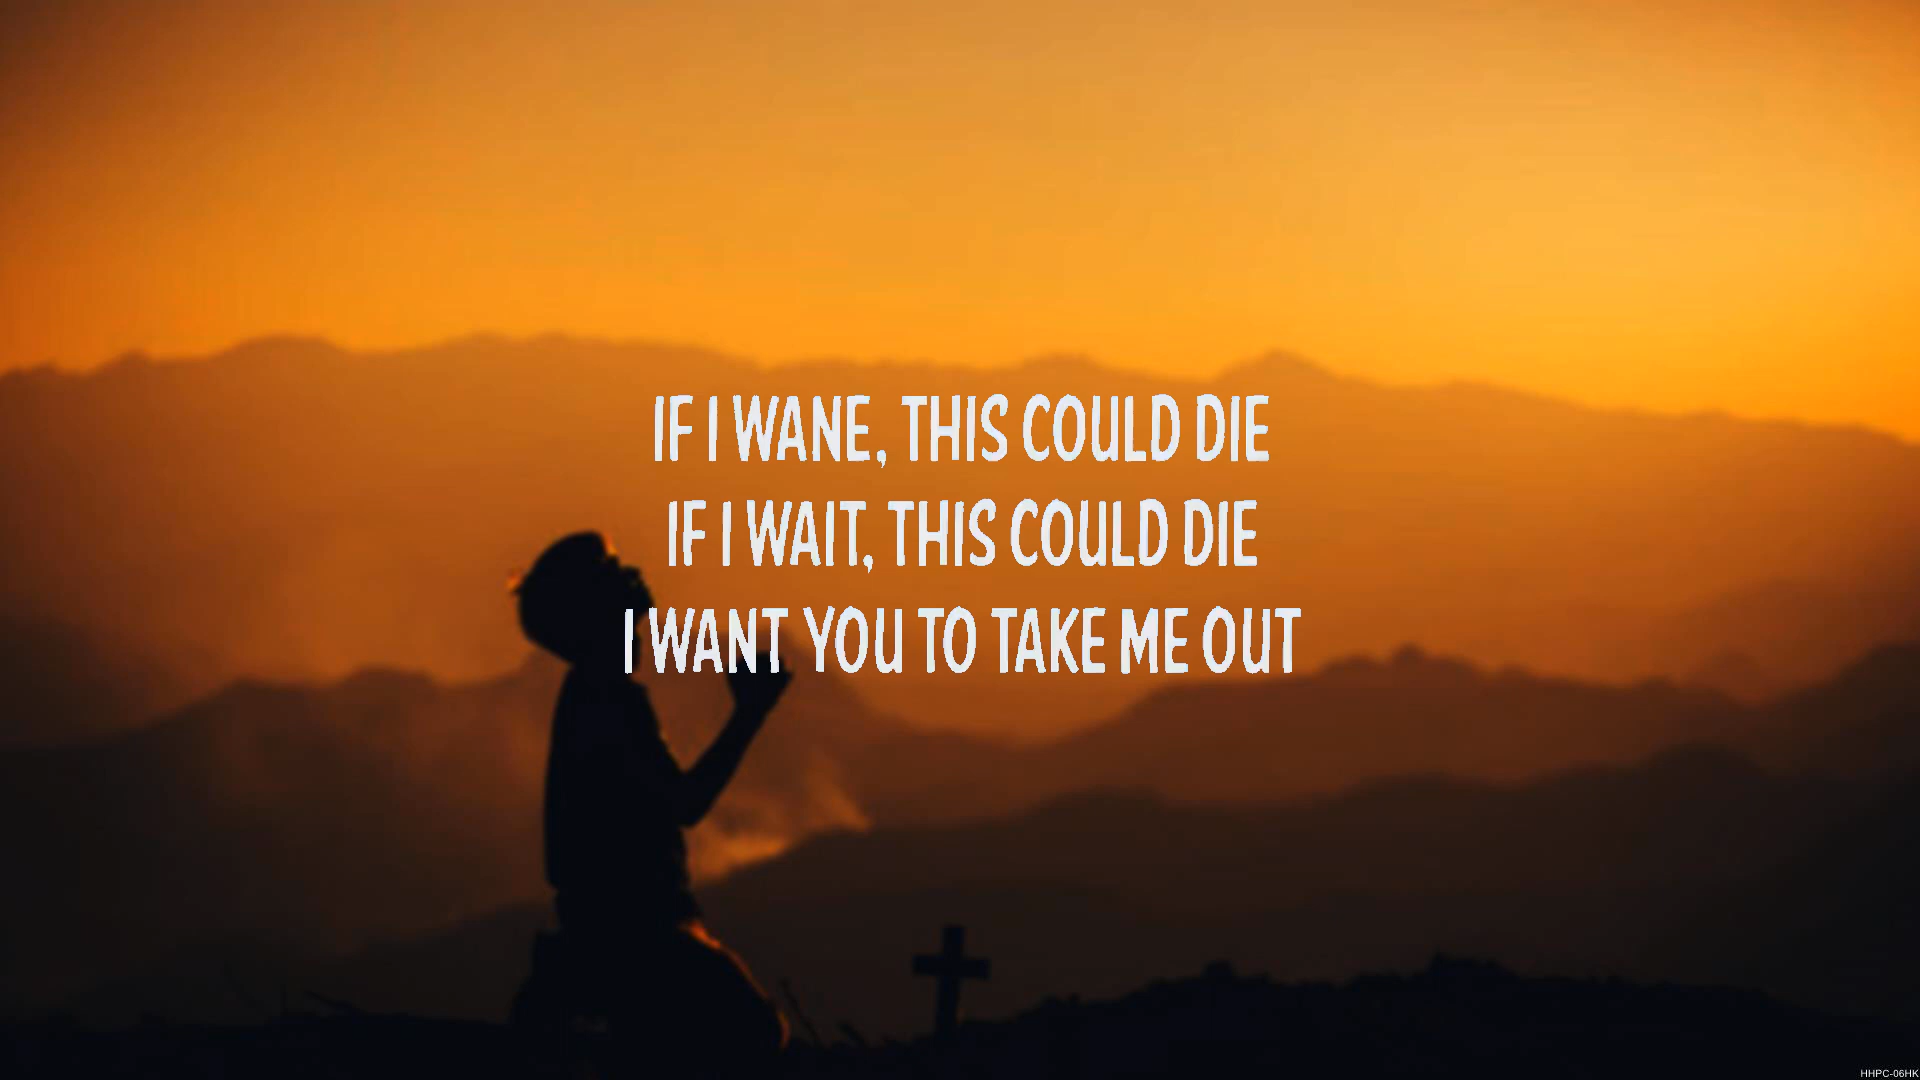 IF I WANE, THIS COULD DIE
IF I WAIT, THIS COULD DIE
I WANT YOU TO TAKE ME OUT
HHPC-06HK